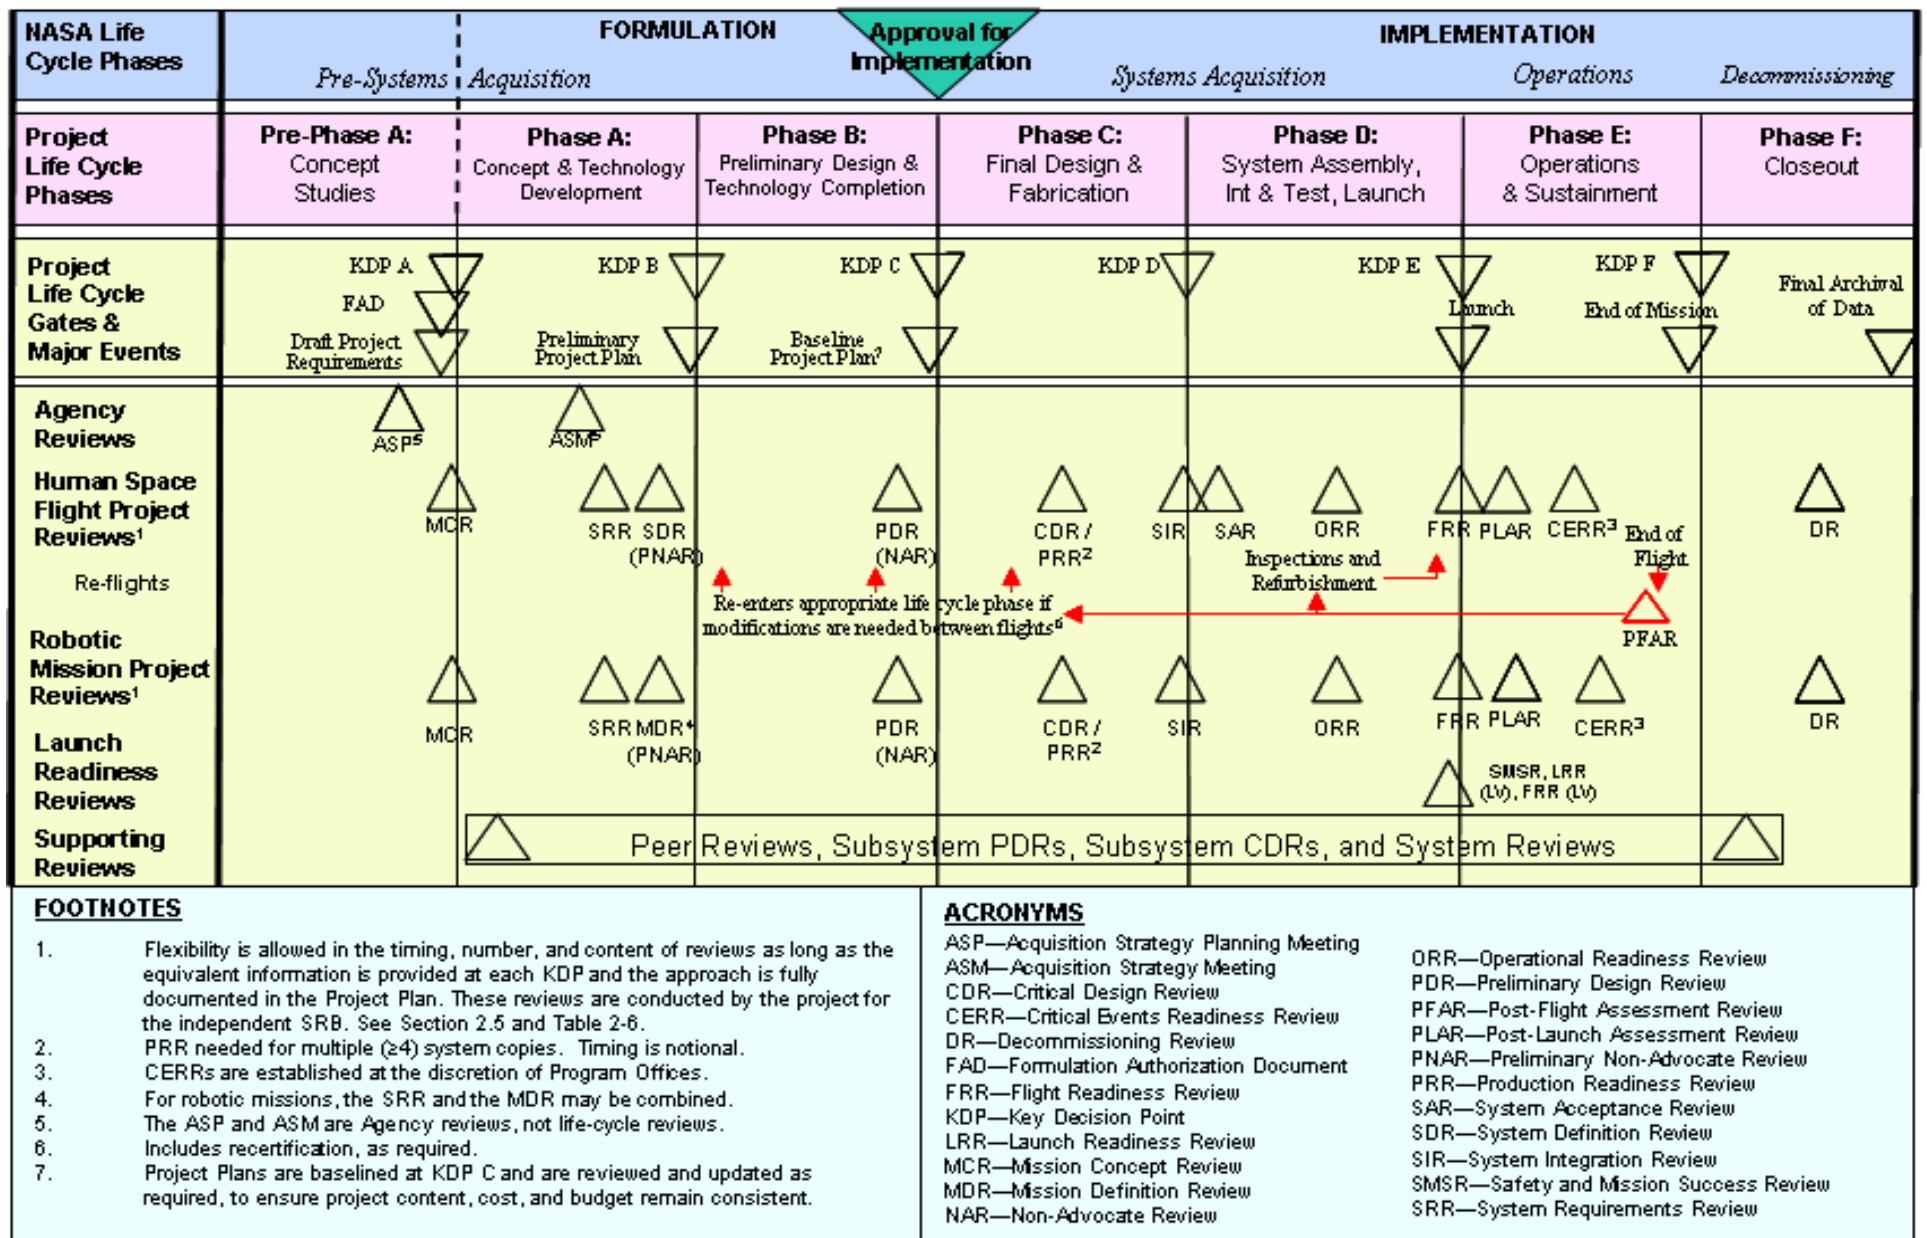 NASA Life
Cycle Phases
FORMULATION
Approval for
Implementation
IMPLEMENTATION
Pre-Systems Acquisition
Systems Acquisition
Operations
Decommissioning
Project
Life Cycle
Phases
Pre-Phase A:
Concept
Studies
Phase A:
Concept & Technology
Development
Phase B:
Preliminary Design &
Technology Completion
Phase C:
Final Design &
Fabrication
Phase D:
System Assembly,
Int & Test, Launch
Phase E:
Operations
& Sustainment
Phase F:
Closeout
Project
Life Cycle
Gates &
Major Events
KDP A
FAD
Draft Project
Requirements
KDP B
Preliminary
Project Plan
KDP C
Baseline
Project Plan⁷
KDP D
KDP E
Launch
KDP F
End of Mission
Final Archival
of Data
Agency
Reviews
ASP⁵
ASM⁵
Human Space
Flight Project
Reviews¹
MCR
SRR
SDR
(PNAR)
PDR
(NAR)
CDR /
PRR²
SIR
SAR
ORR
FRR
PLAR
CERR³
End of
Flight
DR
Re-flights
Re-enters appropriate life cycle phase if
modifications are needed between flights⁶
Inspections and
Refurbishment
PFAR
Robotic
Mission Project
Reviews¹
MCR
SRR
MDR⁴
(PNAR)
PDR
(NAR)
CDR /
PRR²
SIR
ORR
FRR
PLAR
CERR³
DR
Launch
Readiness
Reviews
SMSR, LRR
(LV), FRR (LV)
Supporting
Reviews
Peer Reviews, Subsystem PDRs, Subsystem CDRs, and System Reviews
FOOTNOTES
1. Flexibility is allowed in the timing, number, and content of reviews as long as the
equivalent information is provided at each KDP and the approach is fully
documented in the Project Plan. These reviews are conducted by the project for
the independent SRB. See Section 2.5 and Table 2-6.
2. PRR needed for multiple (≥4) system copies. Timing is notional.
3. CERRs are established at the discretion of Program Offices.
4. For robotic missions, the SRR and the MDR may be combined.
5. The ASP and ASM are Agency reviews, not life-cycle reviews.
6. Includes recertification, as required.
7. Project Plans are baselined at KDP C and are reviewed and updated as
required, to ensure project content, cost, and budget remain consistent.
ACRONYMS
ASP—Acquisition Strategy Planning Meeting
ASM—Acquisition Strategy Meeting
CDR—Critical Design Review
CERR—Critical Events Readiness Review
DR—Decommissioning Review
FAD—Formulation Authorization Document
FRR—Flight Readiness Review
KDP—Key Decision Point
LRR—Launch Readiness Review
MCR—Mission Concept Review
MDR—Mission Definition Review
NAR—Non-Advocate Review
ORR—Operational Readiness Review
PDR—Preliminary Design Review
PFAR—Post-Flight Assessment Review
PLAR—Post-Launch Assessment Review
PNAR—Preliminary Non-Advocate Review
PRR—Production Readiness Review
SAR—System Acceptance Review
SDR—System Definition Review
SIR—System Integration Review
SMSR—Safety and Mission Success Review
SRR—System Requirements Review